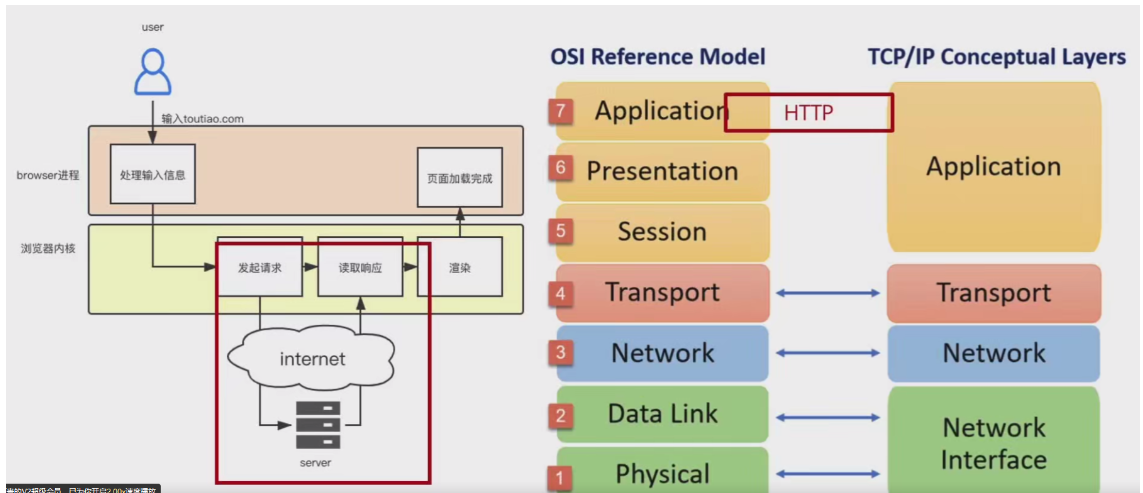 user
输入toutiao.com
browser进程
处理输入信息
页面加载完成
浏览器内核
发起请求
读取响应
渲染
internet
server
OSI Reference Model
TCP/IP Conceptual Layers
7
Application
HTTP
Application
6
Presentation
5
Session
4
Transport
Transport
3
Network
Network
2
Data Link
Network
Interface
1
Physical